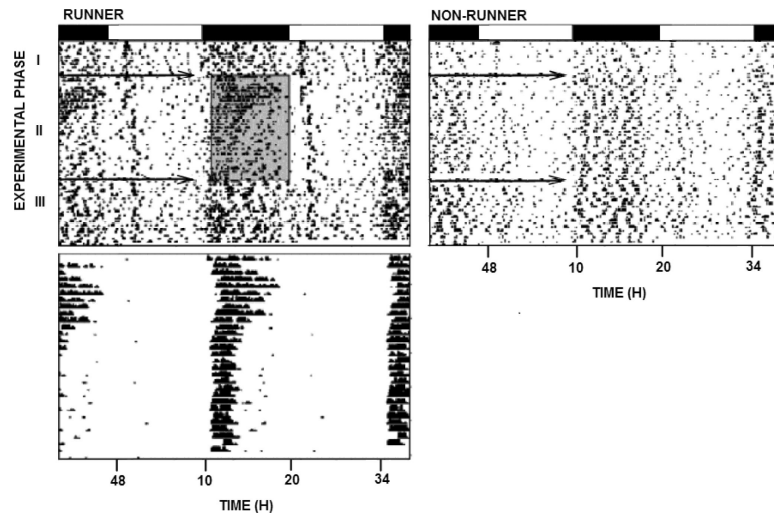 RUNNER
NON-RUNNER
EXPERIMENTAL PHASE
I
II
III
48 10 20 34
TIME (H)
48 10 20 34
TIME (H)